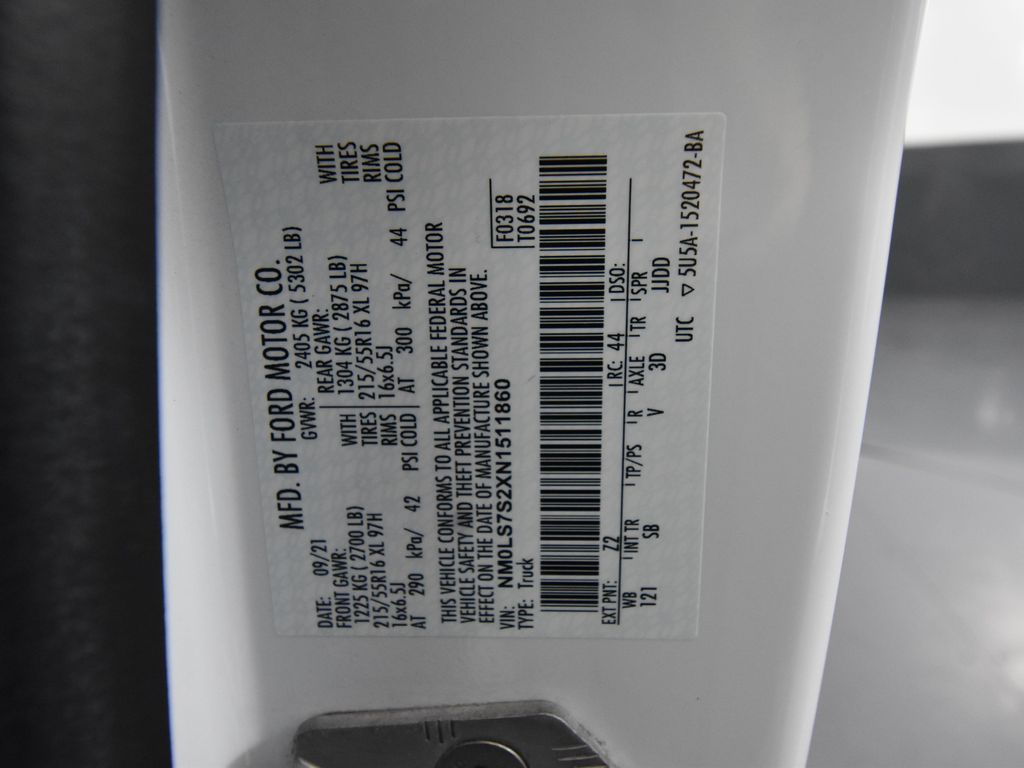 MFD. BY FORD MOTOR CO.
DATE: 09/21 GVWR: 2405 KG ( 5302 LB)
FRONT GAWR: REAR GAWR:
1225 KG ( 2700 LB) WITH 1304 KG ( 2875 LB) WITH
215/55R16 XL 97H TIRES 215/55R16 XL 97H TIRES
16x6.5J RIMS 16x6.5J RIMS
AT 290 kPa/ 42 PSI COLD AT 300 kPa/ 44 PSI COLD
THIS VEHICLE CONFORMS TO ALL APPLICABLE FEDERAL MOTOR
VEHICLE SAFETY AND THEFT PREVENTION STANDARDS IN
EFFECT ON THE DATE OF MANUFACTURE SHOWN ABOVE.
VIN: NM0LS7S2XN1511860 F0318
TYPE: Truck T0692
EXT PNT: Z2 RC: 44 DSO:
WB INT TR TP/PS R AXLE TR SPR
121 SB V 3D JJDD
UTC ▽ 5U5A-1520472-BA